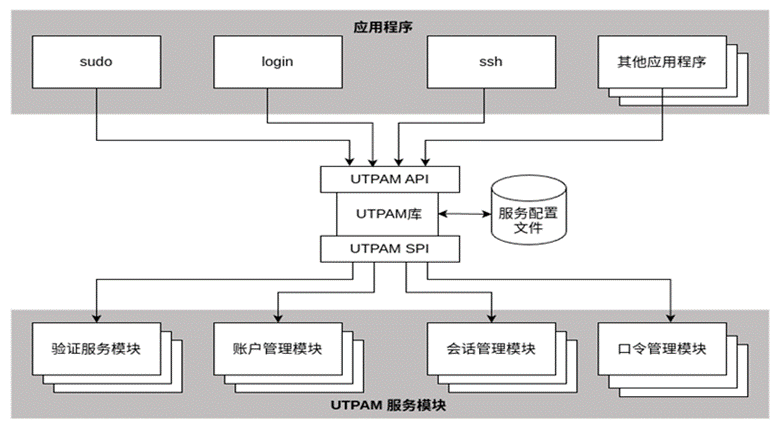 应用程序
sudo
login
ssh
其他应用程序
UTPAM API
UTPAM库
服务配置
文件
UTPAM SPI
验证服务模块
账户管理模块
会话管理模块
口令管理模块
UTPAM 服务模块